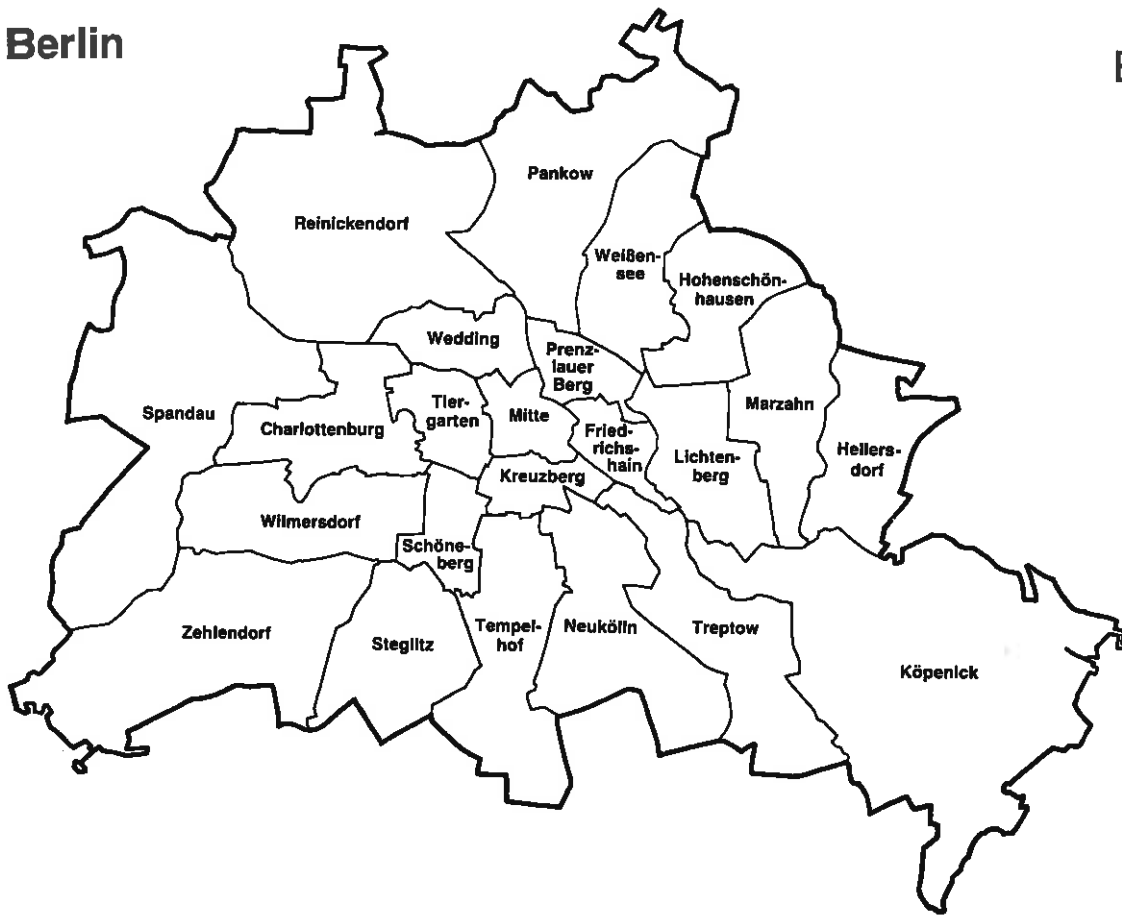 Berlin
Pankow
Reinickendorf
Weißen-
see
Hohenschön-
hausen
Wedding
Prenz-
lauer
Berg
Spandau
Charlottenburg
Tier-
garten
Mitte
Marzahn
Fried-
richs-
hain
Lichten-
berg
Hellers-
dorf
Kreuzberg
Wilmersdorf
Schöne-
berg
Zehlendorf
Steglitz
Tempel-
hof
Neukölln
Treptow
Köpenick